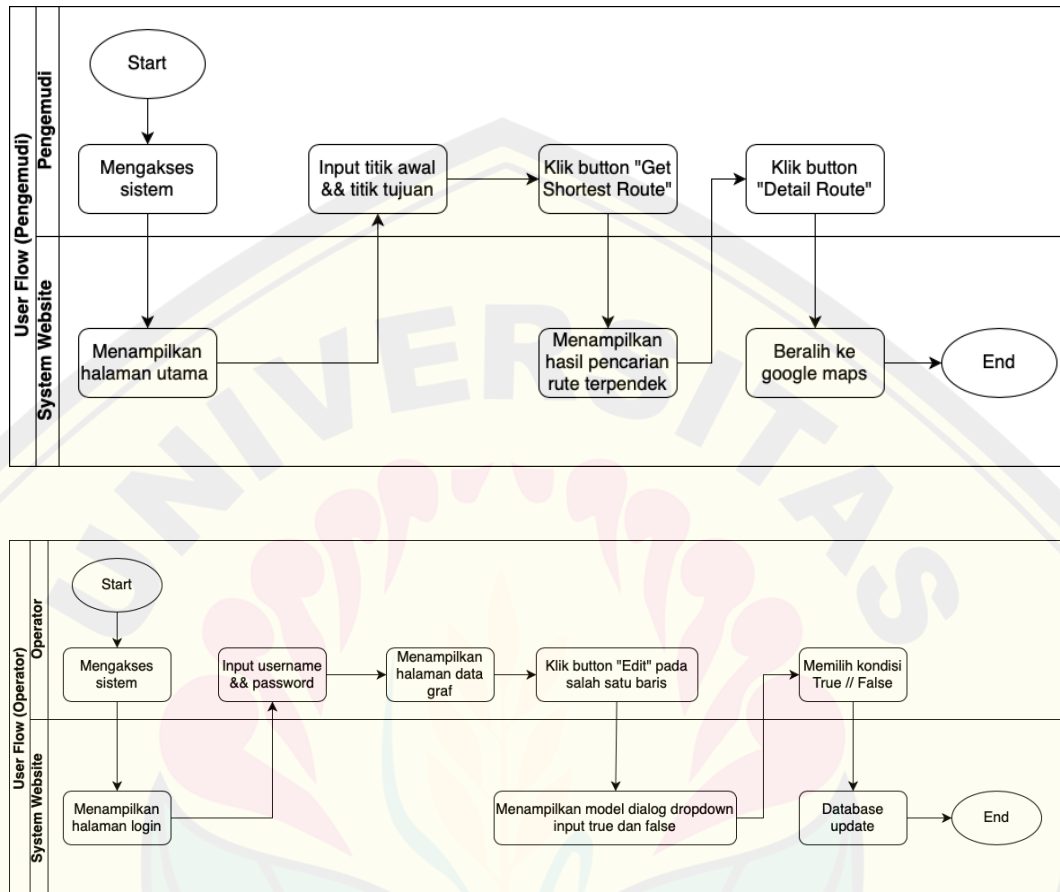 User Flow (Pengemudi)
Pengemudi
Start
Mengakses
sistem
Input titik awal
&& titik tujuan
Klik button "Get
Shortest Route"
Klik button
"Detail Route"
System Website
Menampilkan
halaman utama
Menampilkan
hasil pencarian
rute terpendek
Beralih ke
google maps
End
UNIVERSITAS
User Flow (Operator)
Operator
Start
Mengakses
sistem
Input username
&& password
Menampilkan
halaman data
graf
Klik button "Edit" pada
salah satu baris
Memilih kondisi
True // False
System Website
Menampilkan
halaman login
Menampilkan model dialog dropdown
input true dan false
Database
update
End